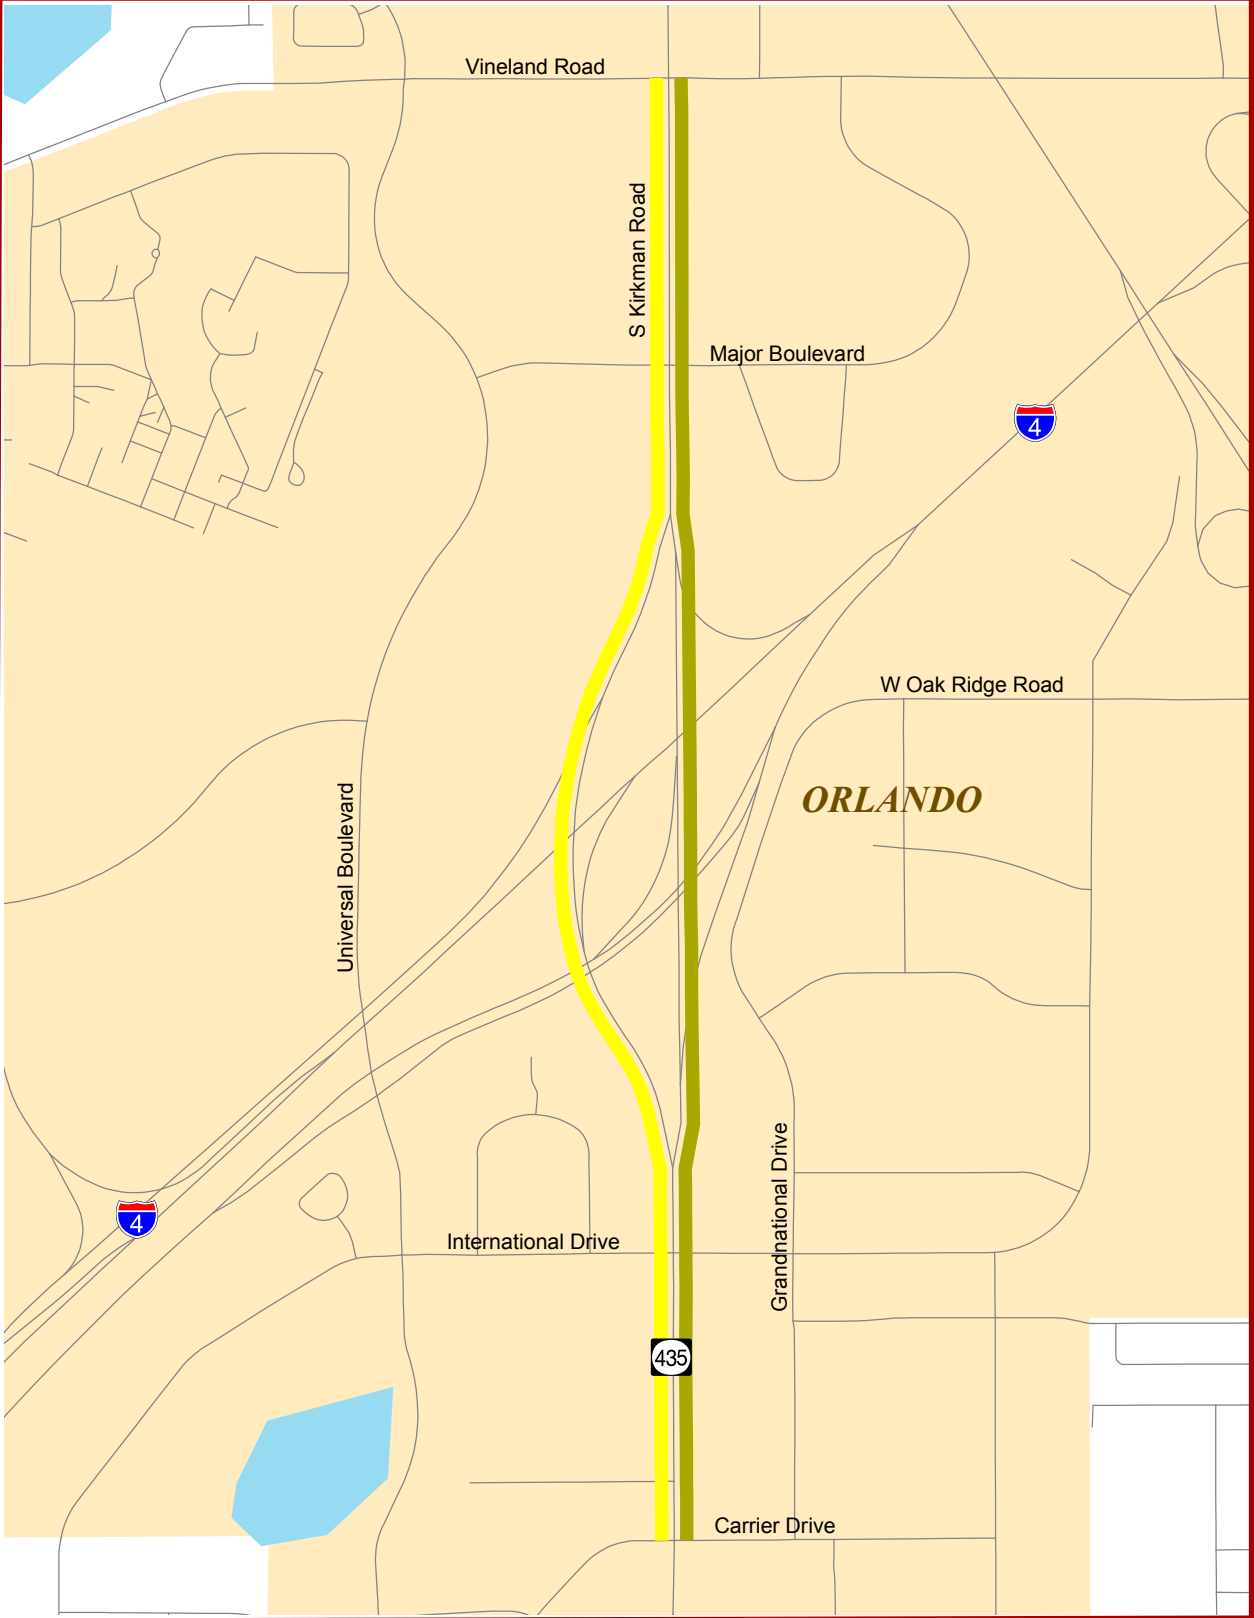 Vineland Road
S Kirkman Road
Major Boulevard
4
W Oak Ridge Road
ORLANDO
Universal Boulevard
Grandnational Drive
4
International Drive
435
Carrier Drive